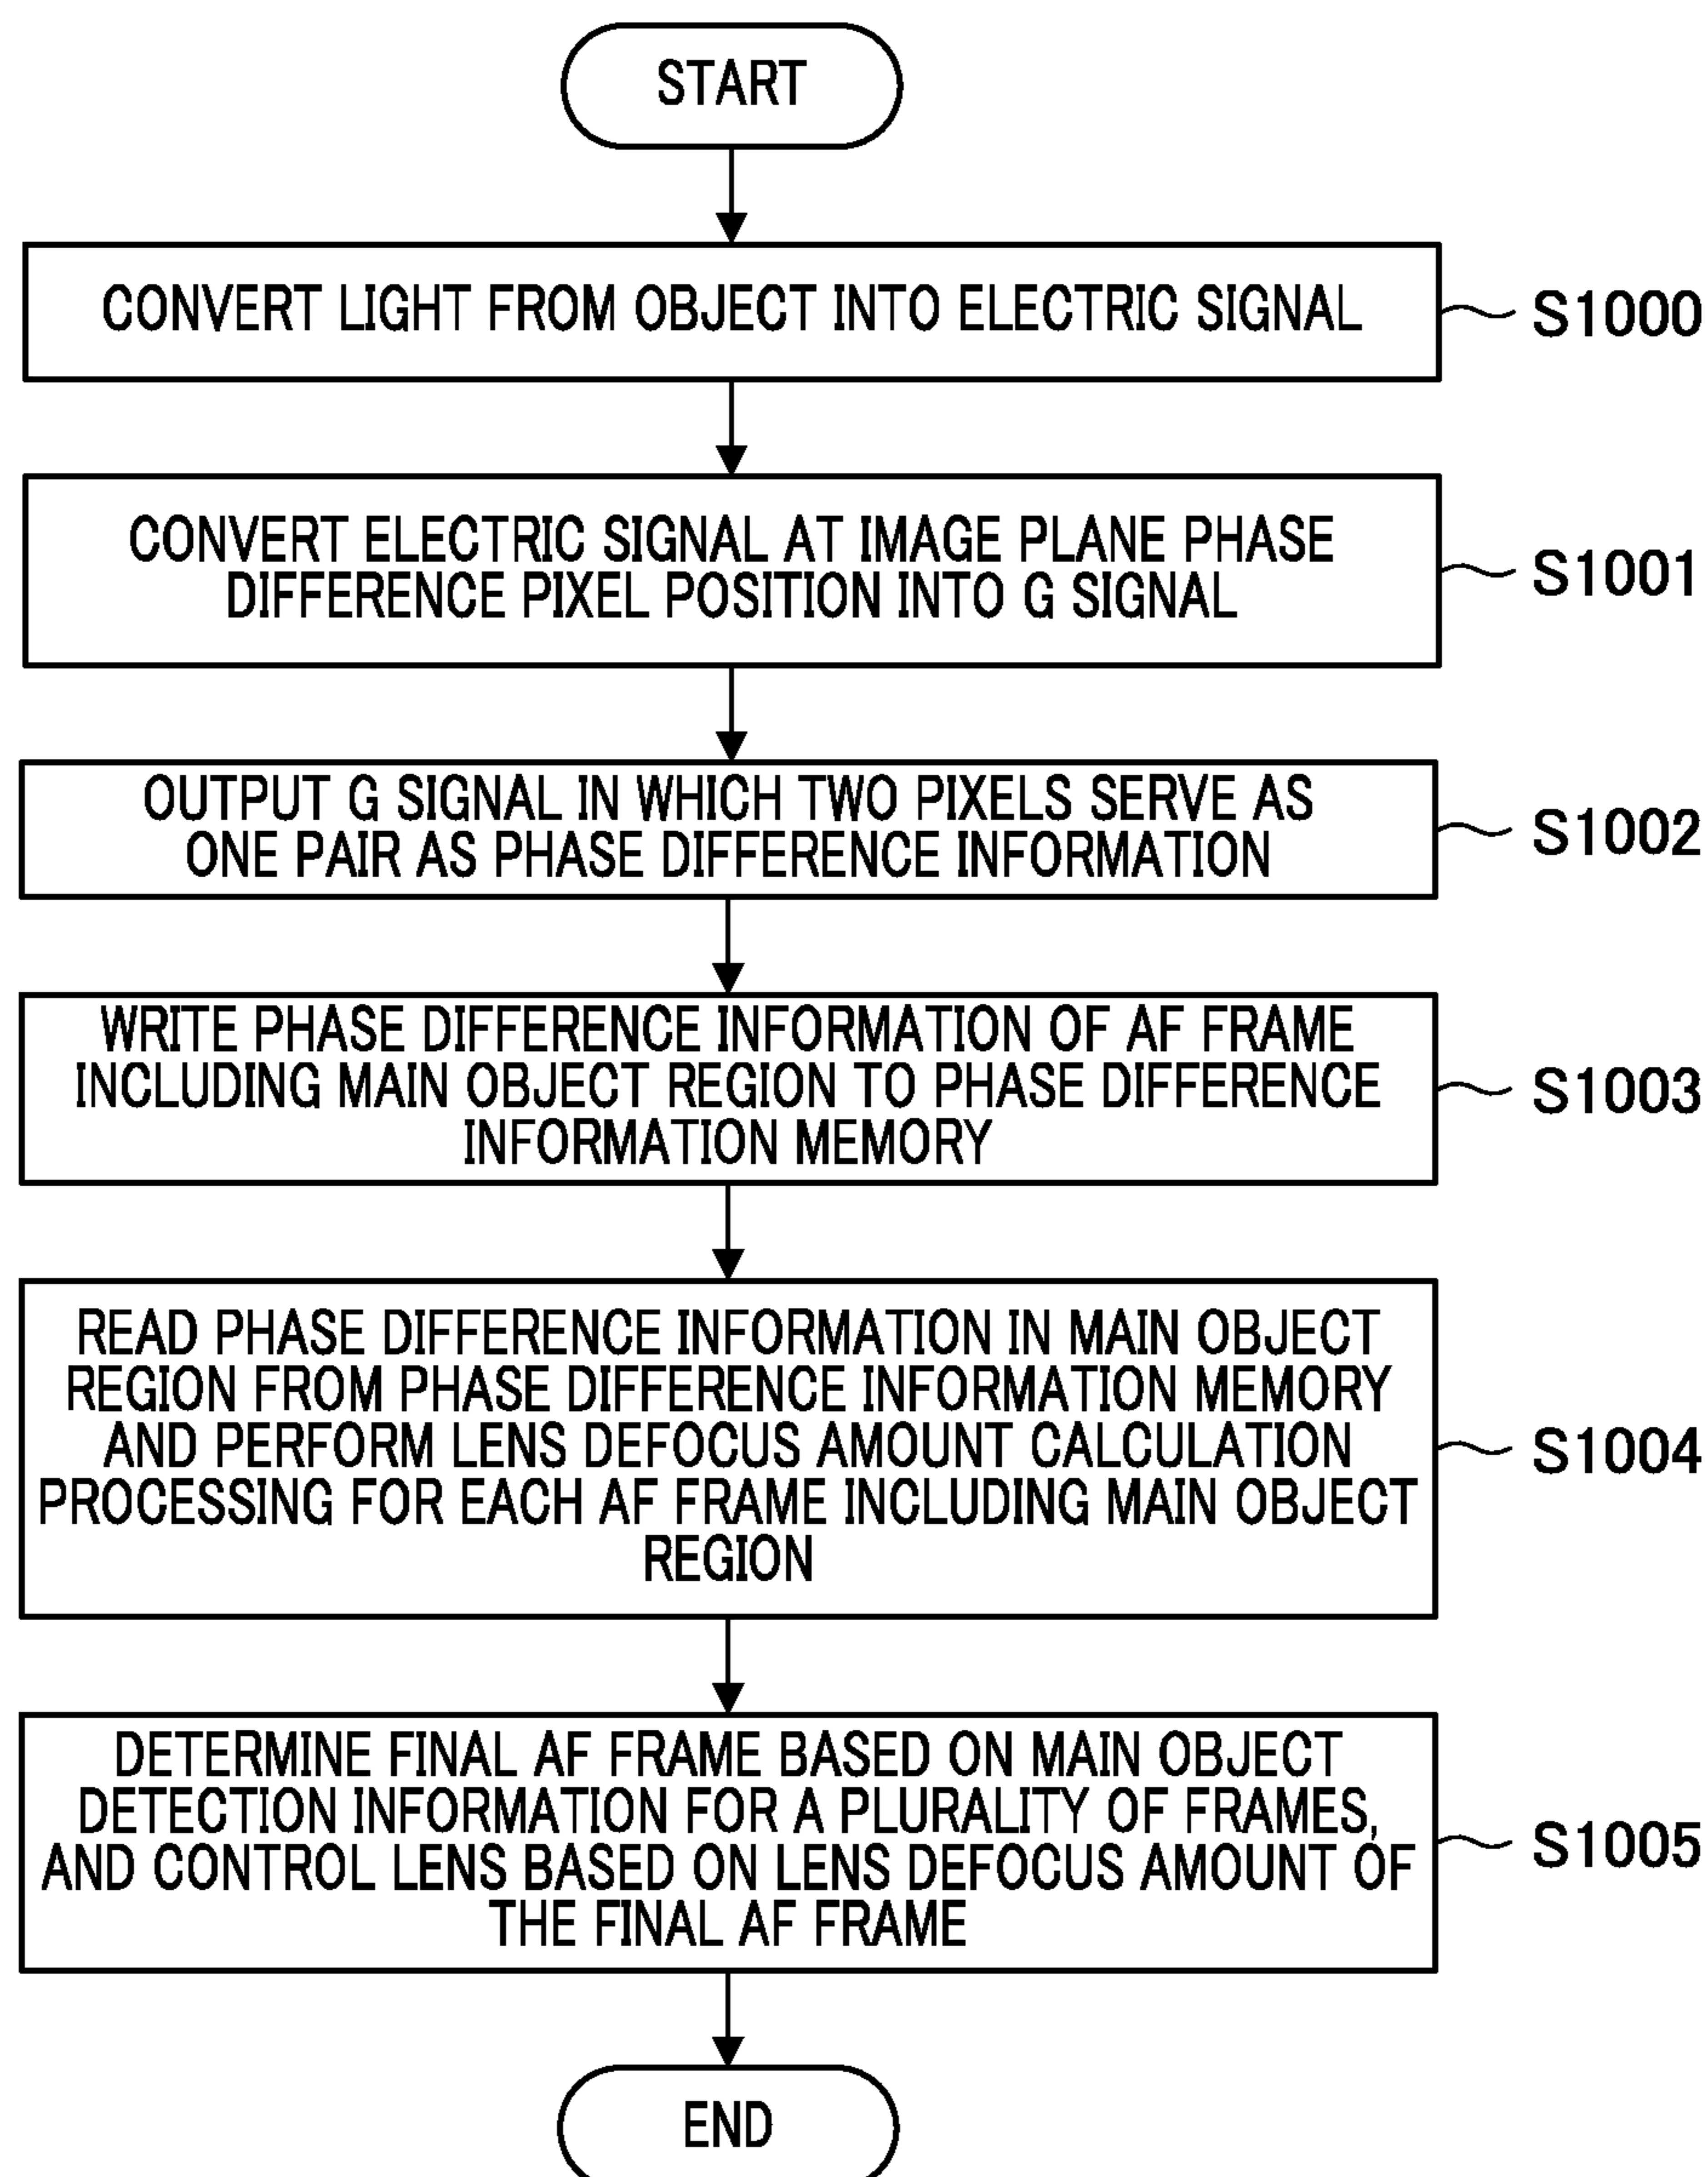 START
CONVERT LIGHT FROM OBJECT INTO ELECTRIC SIGNAL
S1000
CONVERT ELECTRIC SIGNAL AT IMAGE PLANE PHASE
DIFFERENCE PIXEL POSITION INTO G SIGNAL
S1001
OUTPUT G SIGNAL IN WHICH TWO PIXELS SERVE AS
ONE PAIR AS PHASE DIFFERENCE INFORMATION
S1002
WRITE PHASE DIFFERENCE INFORMATION OF AF FRAME
INCLUDING MAIN OBJECT REGION TO PHASE DIFFERENCE
INFORMATION MEMORY
S1003
READ PHASE DIFFERENCE INFORMATION IN MAIN OBJECT
REGION FROM PHASE DIFFERENCE INFORMATION MEMORY
AND PERFORM LENS DEFOCUS AMOUNT CALCULATION
PROCESSING FOR EACH AF FRAME INCLUDING MAIN OBJECT
REGION
S1004
DETERMINE FINAL AF FRAME BASED ON MAIN OBJECT
DETECTION INFORMATION FOR A PLURALITY OF FRAMES,
AND CONTROL LENS BASED ON LENS DEFOCUS AMOUNT OF
THE FINAL AF FRAME
S1005
END